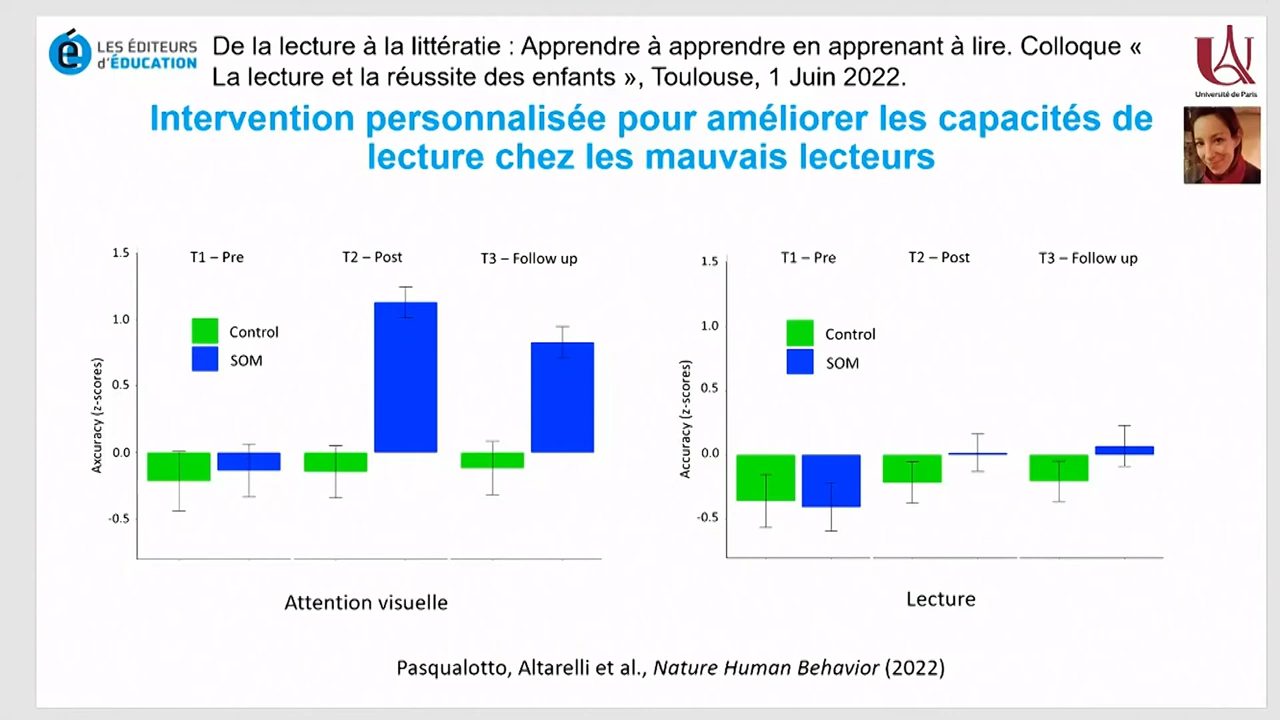 é LES ÉDITEURS
d'ÉDUCATION
De la lecture à la littératie : Apprendre à apprendre en apprenant à lire. Colloque «
La lecture et la réussite des enfants », Toulouse, 1 Juin 2022.
Université de Paris
Intervention personnalisée pour améliorer les capacités de
lecture chez les mauvais lecteurs
T1 – Pre T2 – Post T3 – Follow up
1.5
1.0
0.5
0.0
-0.5
Axcuracy (z-scores)
Control
SOM
Attention visuelle
T1 – Pre T2 – Post T3 – Follow up
1.5
1.0
0.5
0.0
-0.5
Accuracy (z-scores)
Control
SOM
Lecture
Pasqualotto, Altarelli et al., Nature Human Behavior (2022)